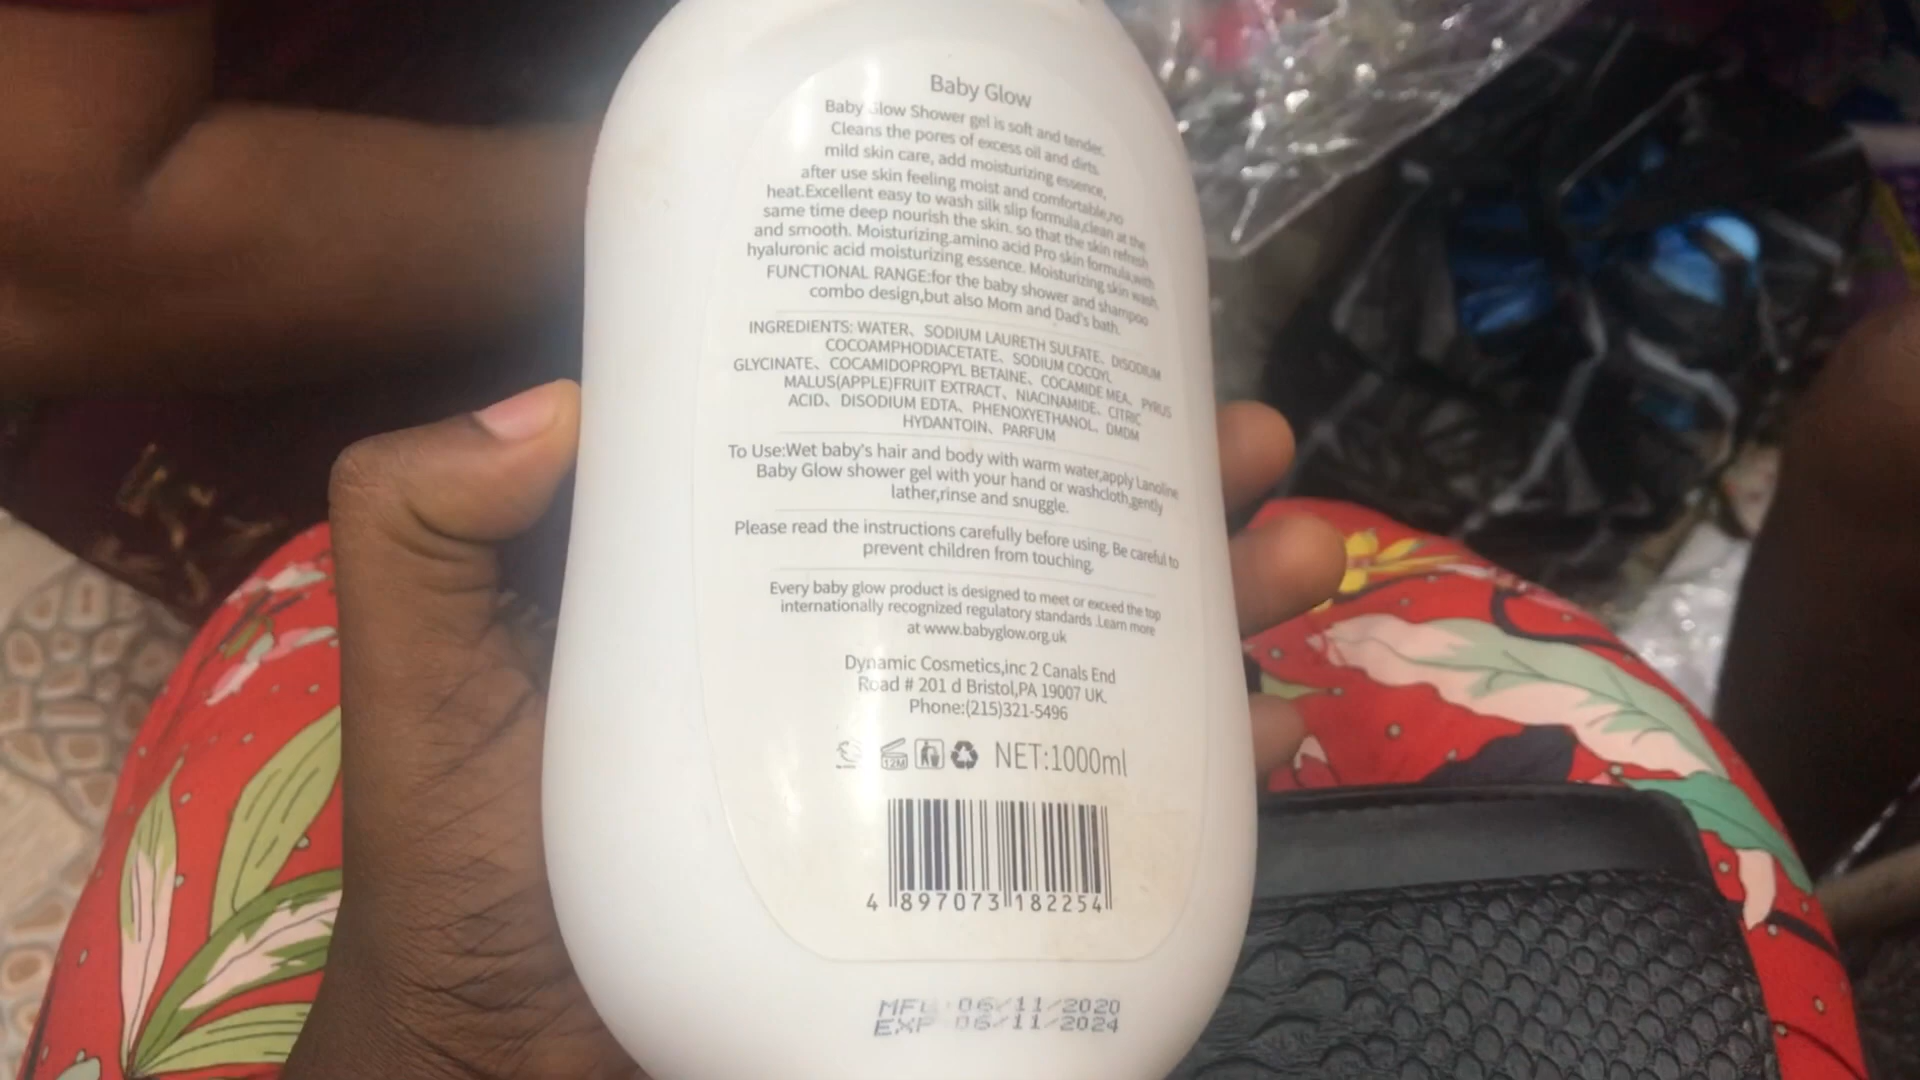 Baby Glow
Baby Glow Shower gel is soft and tender.
Cleans the pores of excess oil and dirts.
mild skin care, add moisturizing essence,
after use skin feeling moist and comfortable,no
heat.Excellent easy to wash silk slip formula,clean at the
same time deep nourish the skin. so that the skin refresh
and smooth. Moisturizing.amino acid Pro skin formula,with
hyaluronic acid moisturizing essence. Moisturizing skin wash.
FUNCTIONAL RANGE:for the baby shower and shampoo
combo design,but also Mom and Dad's bath.
INGREDIENTS: WATER、SODIUM LAURETH SULFATE、DISODIUM
COCOAMPHODIACETATE、SODIUM COCOYL
GLYCINATE、COCAMIDOPROPYL BETAINE、COCAMIDE MEA、PYRUS
MALUS(APPLE)FRUIT EXTRACT、NIACINAMIDE、CITRIC
ACID、DISODIUM EDTA、PHENOXYETHANOL、DMDM
HYDANTOIN、PARFUM
To Use:Wet baby's hair and body with warm water,apply Lanoline
Baby Glow shower gel with your hand or washcloth,gently
lather,rinse and snuggle.
Please read the instructions carefully before using. Be careful to
prevent children from touching.
Every baby glow product is designed to meet or exceed the top
internationally recognized regulatory standards .Learn more
at www.babyglow.org.uk
Dynamic Cosmetics,inc 2 Canals End
Road # 201 d Bristol,PA 19007 UK.
Phone:(215)321-5496
12M NET:1000ml
4 897073 182254
06/11/2020
EXP 06/11/2024